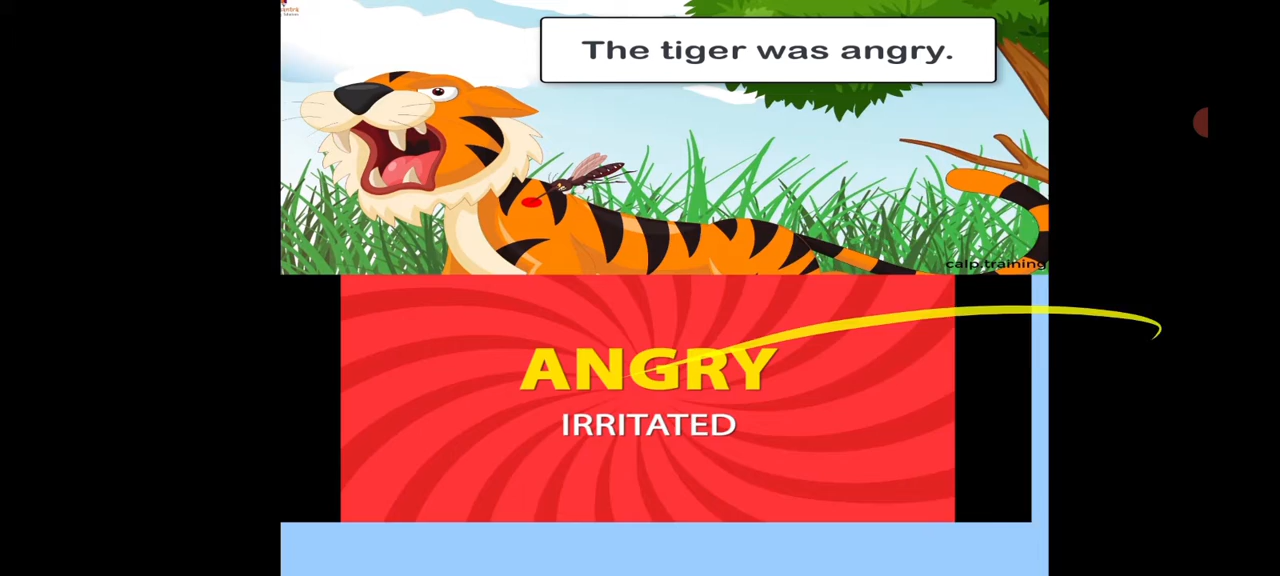 The tiger was angry.
calp.training
ANGRY
IRRITATED